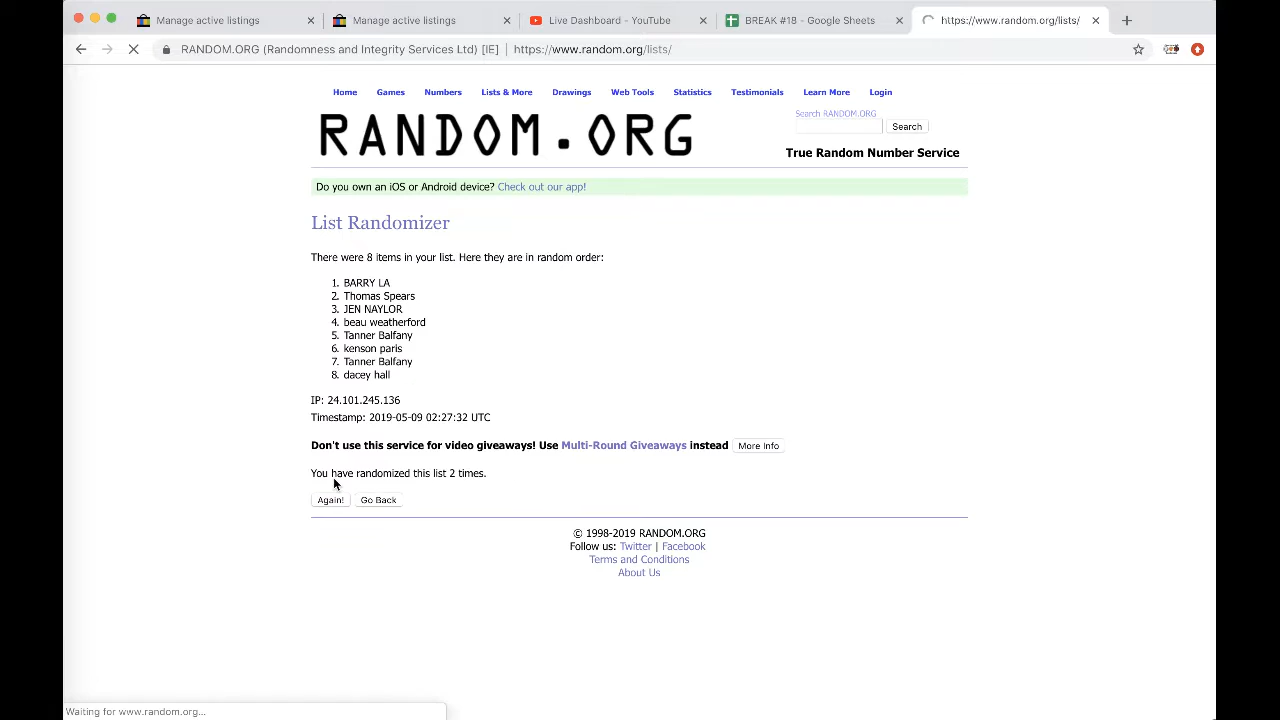 Manage active listings
Manage active listings
Live Dashboard - YouTube
BREAK #18 - Google Sheets
https://www.random.org/lists/
RANDOM.ORG (Randomness and Integrity Services Ltd) [IE] https://www.random.org/lists/
Home Games Numbers Lists & More Drawings Web Tools Statistics Testimonials Learn More Login
Search RANDOM.ORG
Search
RANDOM.ORG
True Random Number Service
Do you own an iOS or Android device? Check out our app!
List Randomizer
There were 8 items in your list. Here they are in random order:
1. BARRY LA
2. Thomas Spears
3. JEN NAYLOR
4. beau weatherford
5. Tanner Balfany
6. kenson paris
7. Tanner Balfany
8. dacey hall
IP: 24.101.245.136
Timestamp: 2019-05-09 02:27:32 UTC
Don't use this service for video giveaways! Use Multi-Round Giveaways instead More Info
You have randomized this list 2 times.
Again! Go Back
© 1998-2019 RANDOM.ORG
Follow us: Twitter | Facebook
Terms and Conditions
About Us
Waiting for www.random.org...